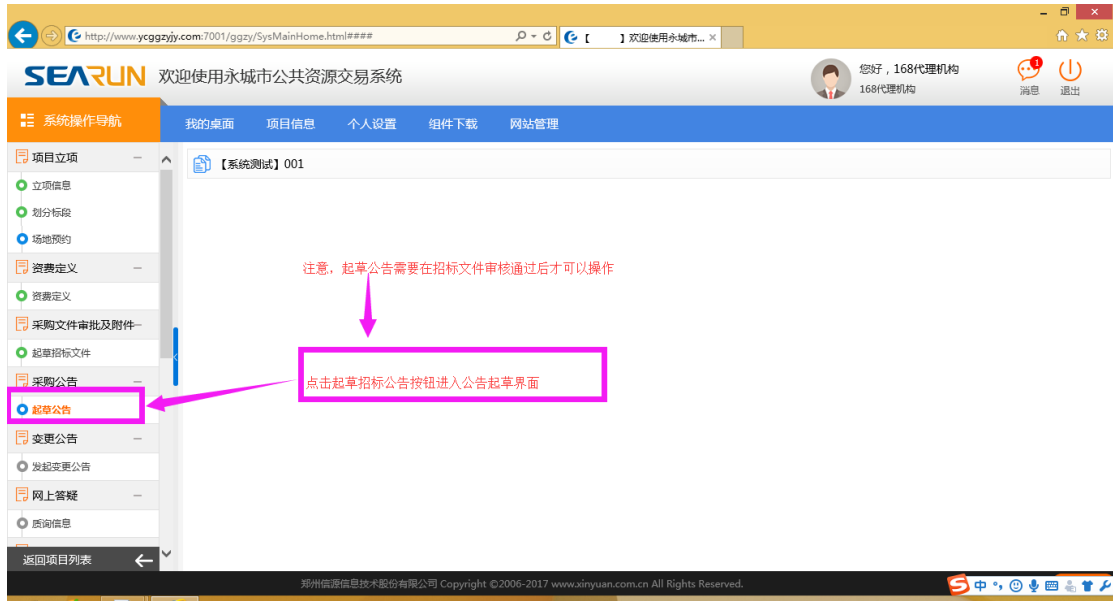 http://www.ycggzyjy.com:7001/ggzy/SysMainHome.html####
【 】欢迎使用永城市...
SEARUN 欢迎使用永城市公共资源交易系统
您好，168代理机构
168代理机构
1
消息
退出
系统操作导航
我的桌面
项目信息
个人设置
组件下载
网站管理
项目立项
【系统测试】001
立项信息
划分标段
场地预约
资费定义
注意，起草公告需要在招标文件审核通过后才可以操作
资费定义
采购文件审批及附件
起草招标文件
采购公告
点击起草招标公告按钮进入公告起草界面
起草公告
变更公告
发起变更公告
网上答疑
质询信息
返回项目列表
郑州信源信息技术股份有限公司 Copyright ©2006-2017 www.xinyuan.com.cn All Rights Reserved.
中